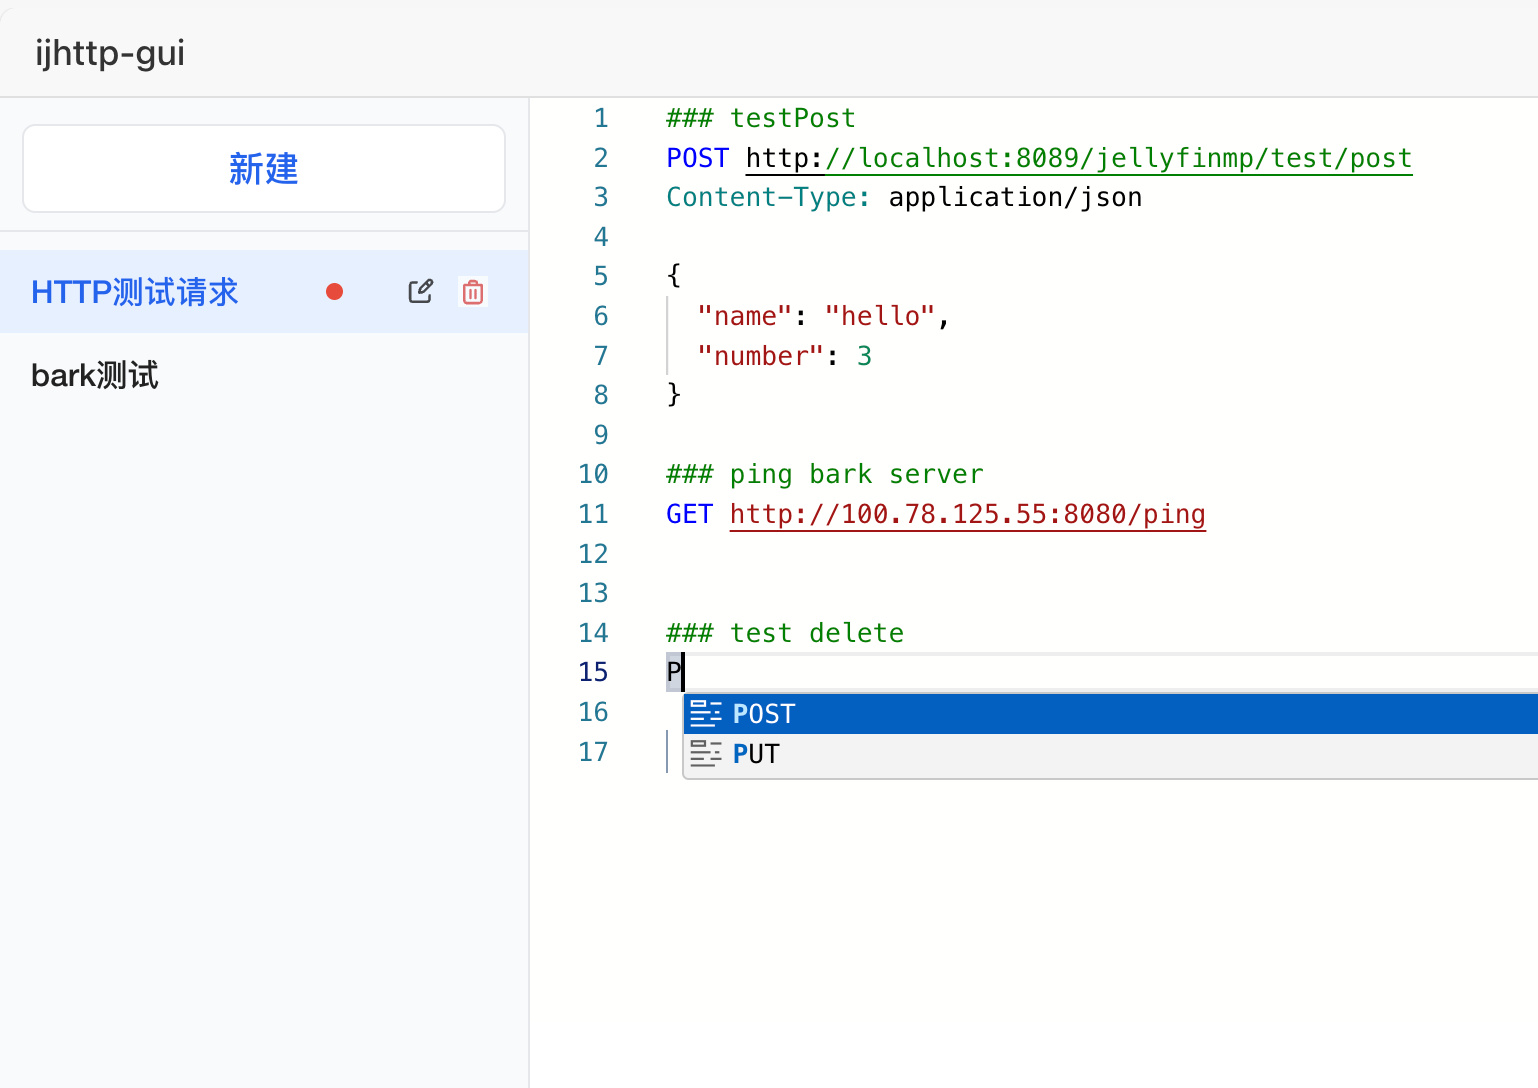 ijhttp-gui
新建
HTTP测试请求
bark测试
1 ### testPost
2 POST http://localhost:8089/jellyfinmp/test/post
3 Content-Type: application/json
4
5 {
6 "name": "hello",
7 "number": 3
8 }
9
10 ### ping bark server
11 GET http://100.78.125.55:8080/ping
12
13
14 ### test delete
15 P
16 POST
17 PUT